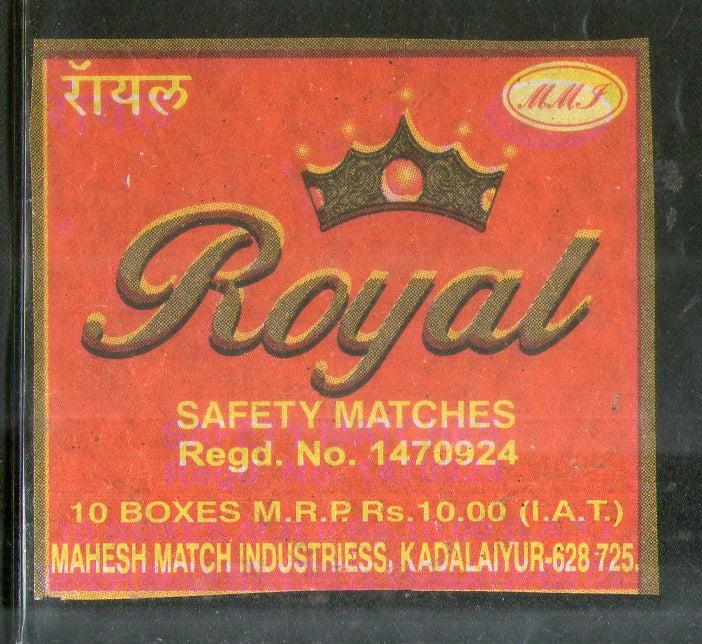 रॉयल
MMI
Royal
SAFETY MATCHES
Regd. No. 1470924
10 BOXES M.R.P. Rs.10.00 (I.A.T.)
MAHESH MATCH INDUSTRIESS, KADALAIYUR-628 725.